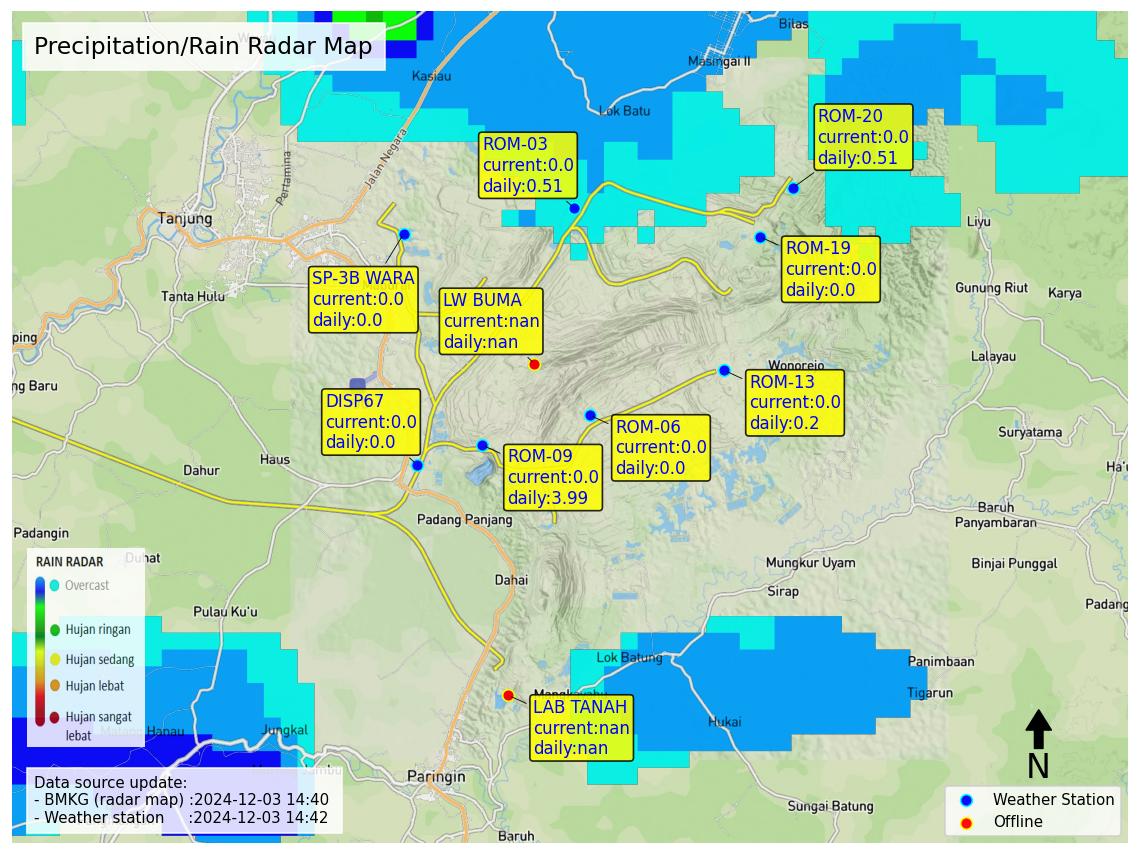 Bilas
Precipitation/Rain Radar Map
Masingai II
Kasiau
Lok Batu
ROM-20
current:0.0
daily:0.51
ROM-03
current:0.0
daily:0.51
Jalan Negara
Pertamina
Tanjung
Liyu
ROM-19
current:0.0
daily:0.0
SP-3B WARA
current:0.0
daily:0.0
Tanta Hulu
LW BUMA
current:nan
daily:nan
Gunung Riut
Karya
ping
Lalayau
Wonorejo
ng Baru
ROM-13
current:0.0
daily:0.2
DISP67
current:0.0
daily:0.0
ROM-06
current:0.0
daily:0.0
Suryatama
ROM-09
current:0.0
daily:3.99
Haus
Dahur
Ha'u
Baruh
Panyambaran
Padang Panjang
Padangin
Duhat
Mungkur Uyam
Binjai Punggal
RAIN RADAR
Overcast
Hujan ringan
Hujan sedang
Hujan lebat
Hujan sangat
lebat
Dahai
Sirap
Padang
Pulau Ku'u
Lok Batung
Panimbaan
Tigarun
LAB TANAH
current:nan
daily:nan
Hukai
Hanau
Jungkal
N
Paringin
Data source update:
- BMKG (radar map) :2024-12-03 14:40
- Weather station :2024-12-03 14:42
Weather Station
Offline
Sungai Batung
Baruh